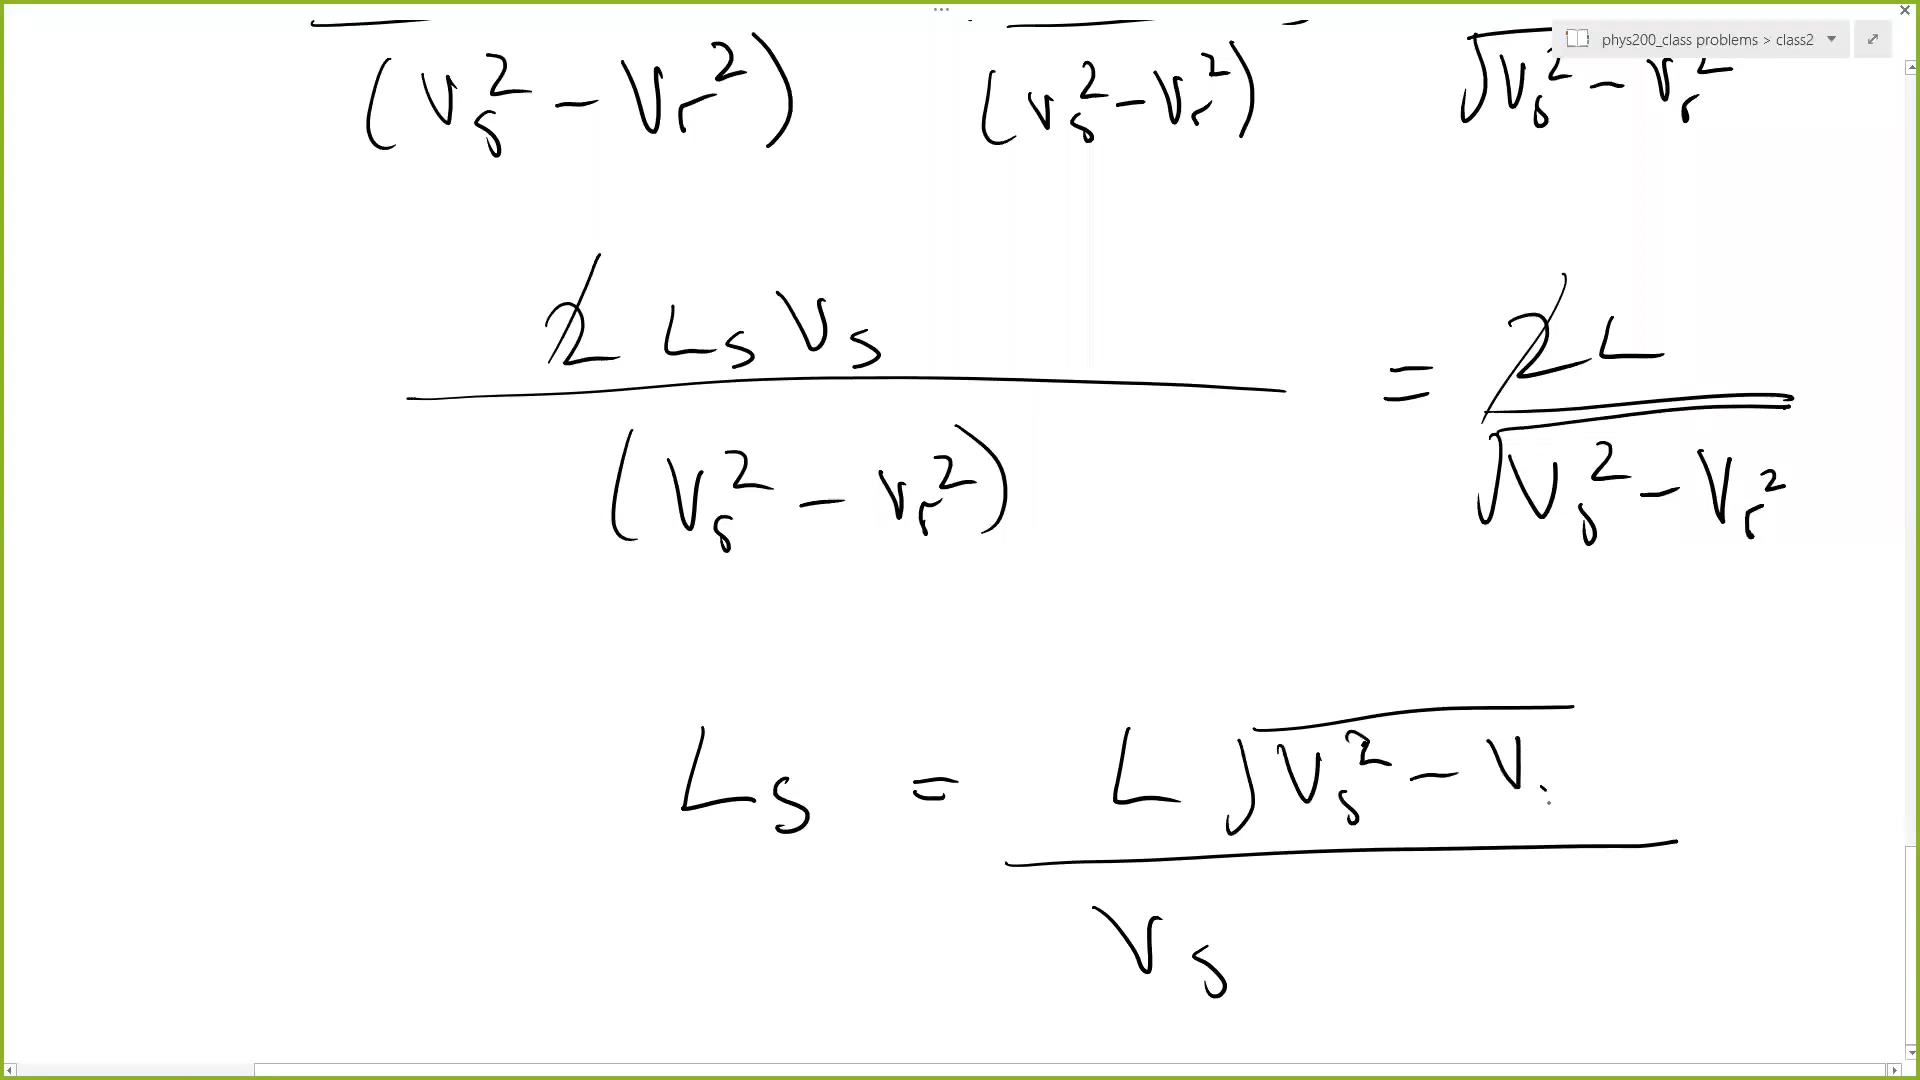 phys200_class problems > class2
(Vs² − Vr²) (Vs² − Vr²) √Vs² − Vr²
2 Ls Vs = 2L
(Vs² − Vr²) √Vs² − Vr²
Ls = L √Vs² − V
Vs